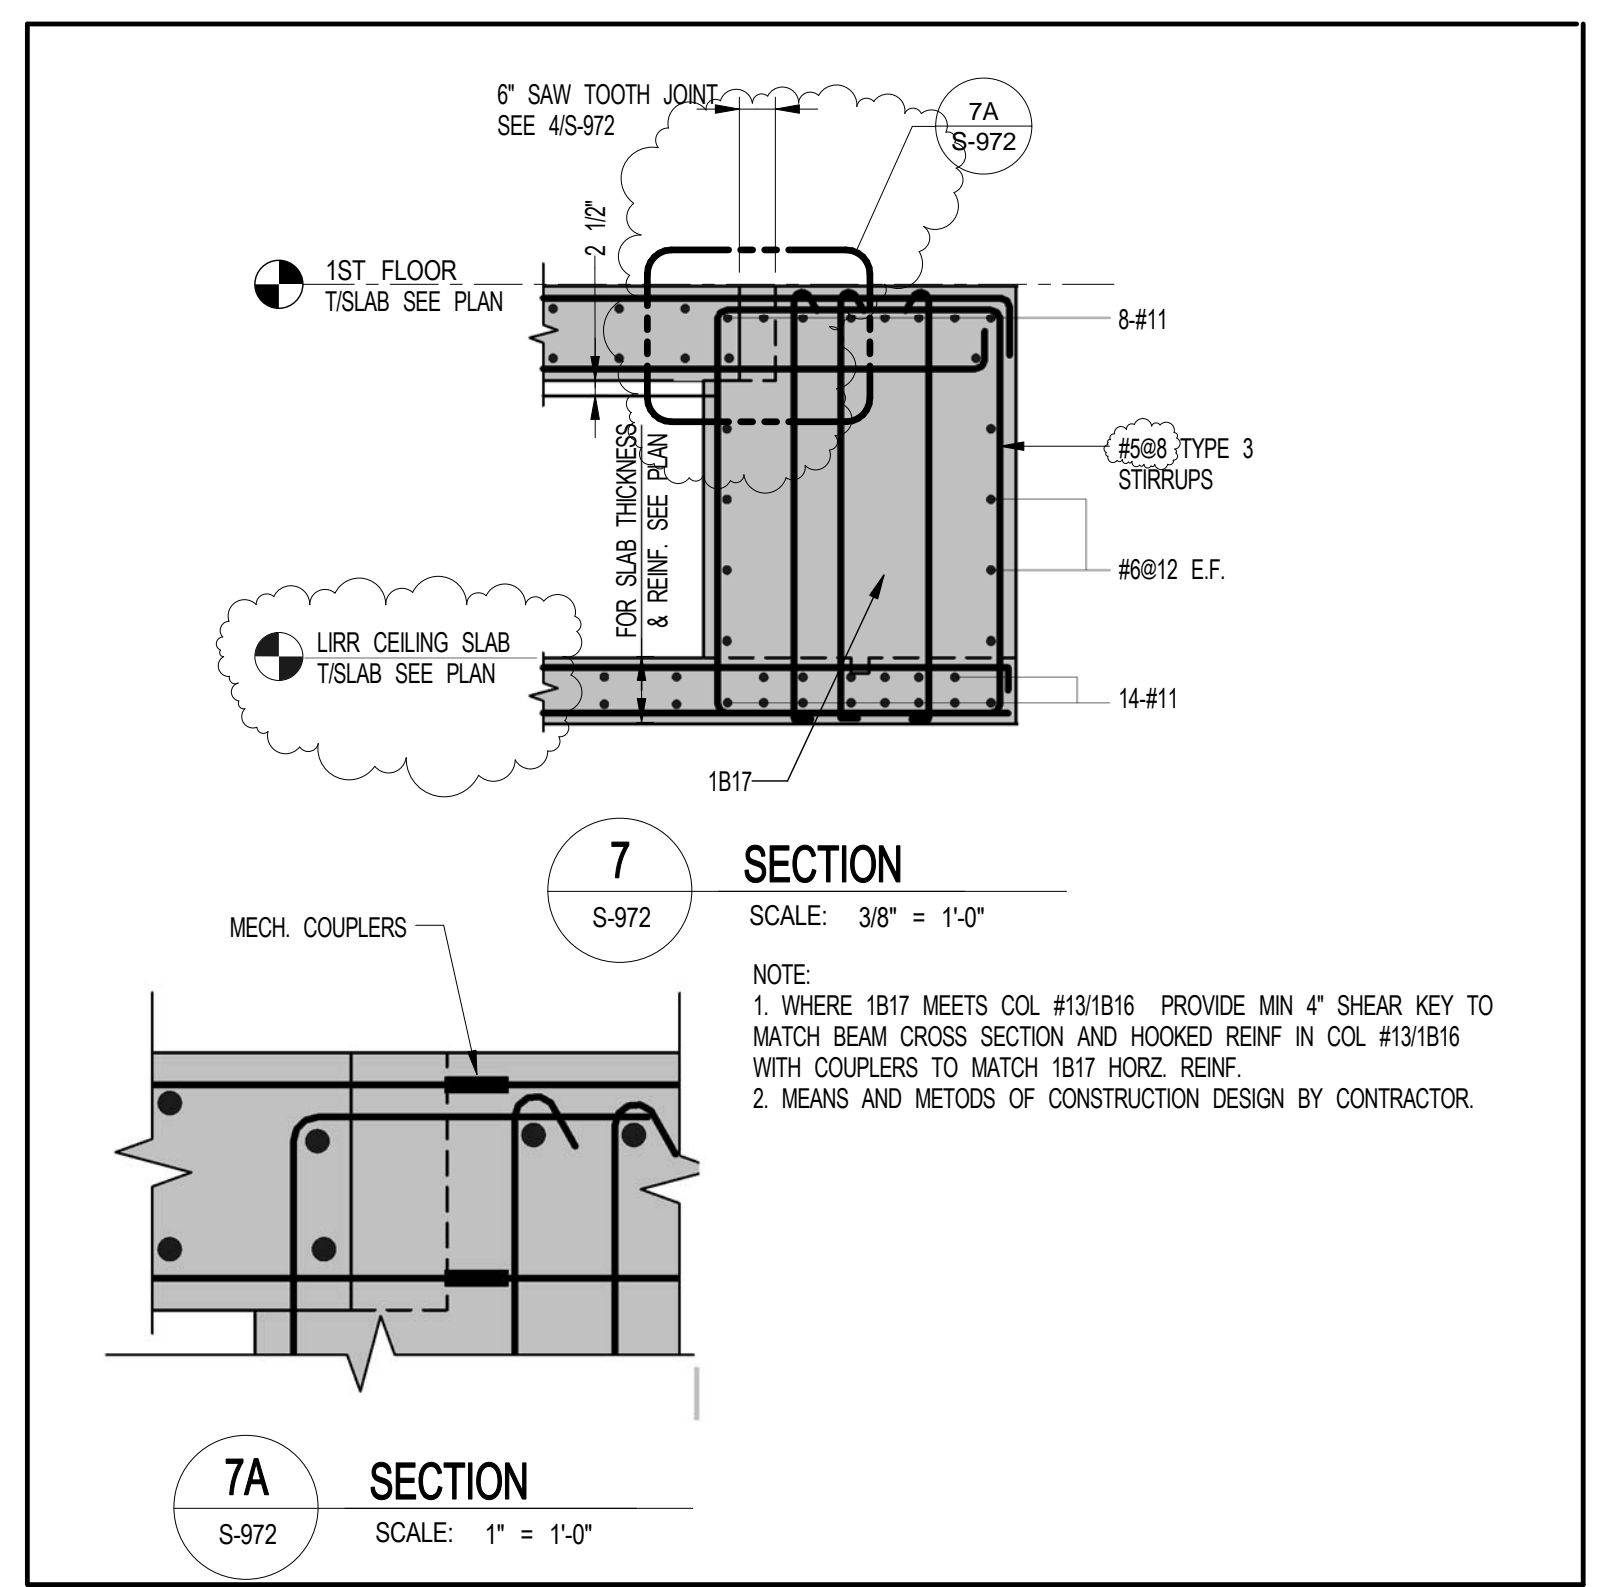 6" SAW TOOTH JOINT
SEE 4/S-972
7A
S-972
2 1/2"
1ST FLOOR
T/SLAB SEE PLAN
8-#11
#5@8 TYPE 3
STIRRUPS
FOR SLAB THICKNESS
& REINF. SEE PLAN
#6@12 E.F.
LIRR CEILING SLAB
T/SLAB SEE PLAN
14-#11
1B17
7
S-972
SECTION
SCALE: 3/8" = 1'-0"
MECH. COUPLERS
NOTE:
1. WHERE 1B17 MEETS COL #13/1B16 PROVIDE MIN 4" SHEAR KEY TO
MATCH BEAM CROSS SECTION AND HOOKED REINF IN COL #13/1B16
WITH COUPLERS TO MATCH 1B17 HORZ. REINF.
2. MEANS AND METODS OF CONSTRUCTION DESIGN BY CONTRACTOR.
7A
S-972
SECTION
SCALE: 1" = 1'-0"